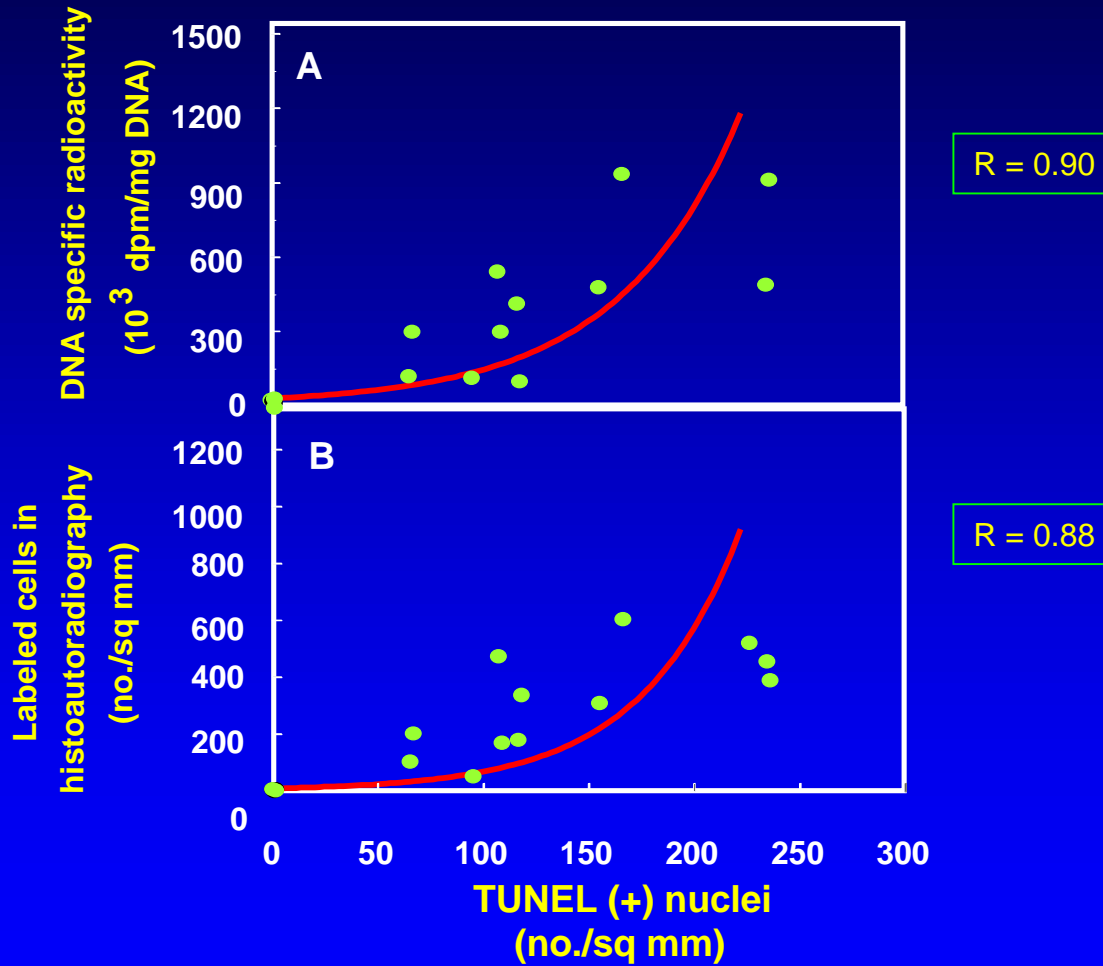 DNA specific radioactivity
(10³ dpm/mg DNA)
1500
1200
900
600
300
0
A
R = 0.90
Labeled cells in
histoautoradiography
(no./sq mm)
1200
1000
800
600
400
200
0
B
R = 0.88
0 50 100 150 200 250 300
TUNEL (+) nuclei
(no./sq mm)